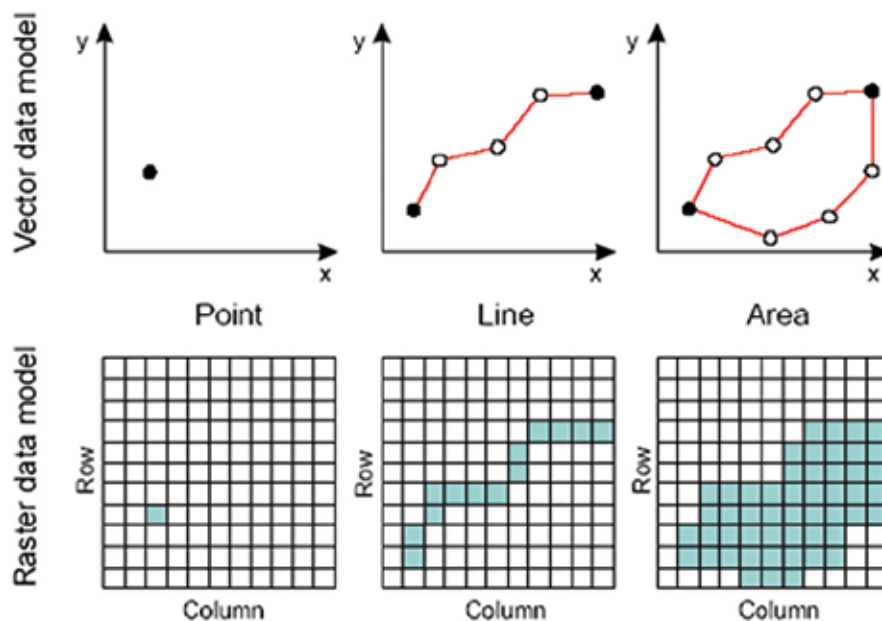 Vector data model
y
x
y
x
y
x
Point
Line
Area
Raster data model
Row
Column
Row
Column
Row
Column